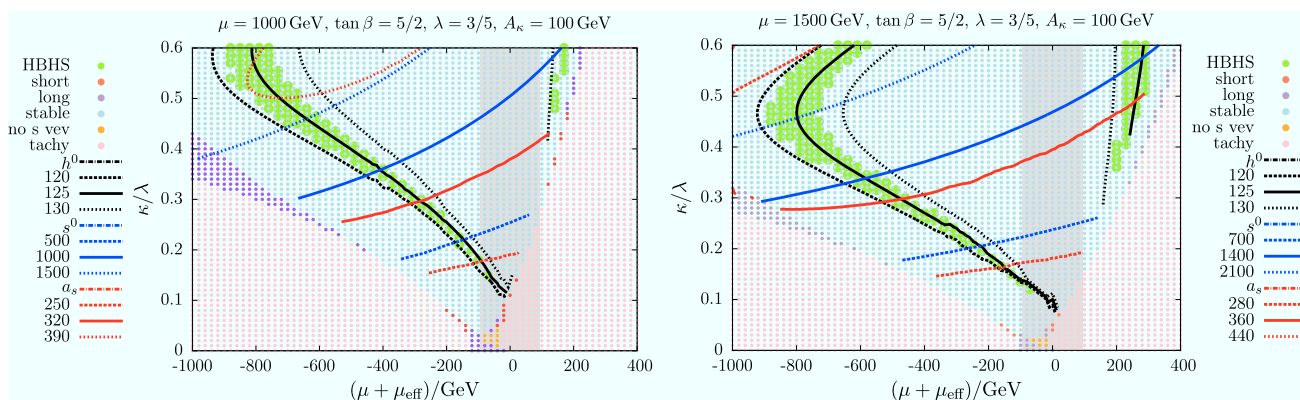 μ = 1000 GeV, tan β = 5/2, λ = 3/5, A_κ = 100 GeV
HBHS
short
long
stable
no s vev
tachy
h⁰
120
125
130
s⁰
500
1000
1500
a_s
250
320
390
κ/λ
0.6
0.5
0.4
0.3
0.2
0.1
0
-1000 -800 -600 -400 -200 0 200 400
(μ + μ_eff)/GeV
μ = 1500 GeV, tan β = 5/2, λ = 3/5, A_κ = 100 GeV
κ/λ
0.6
0.5
0.4
0.3
0.2
0.1
0
-1000 -800 -600 -400 -200 0 200 400
(μ + μ_eff)/GeV
HBHS
short
long
stable
no s vev
tachy
h⁰
120
125
130
s⁰
700
1400
2100
a_s
280
360
440